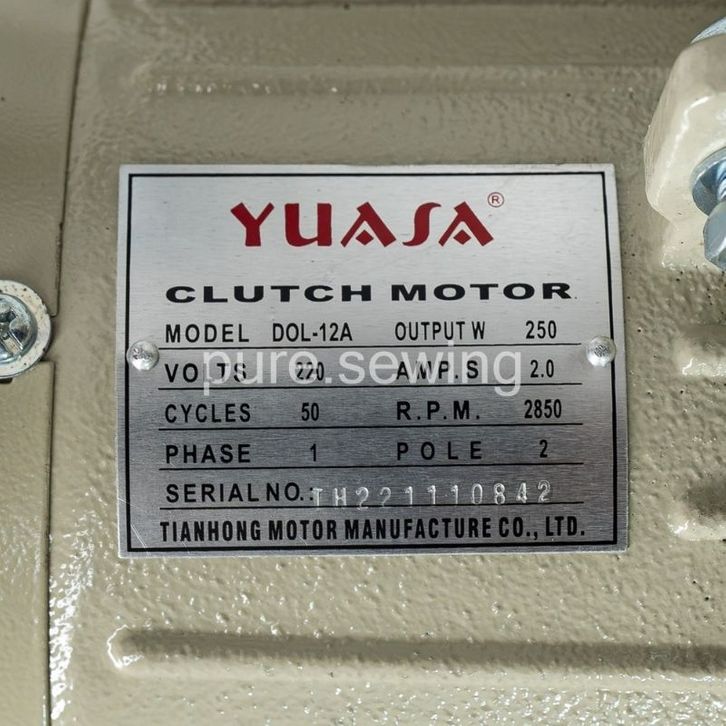 YUASA®
CLUTCH MOTOR
MODEL DOL-12A OUTPUT W 250
VOLTS 220 AMP.S 2.0
pure.sewing
CYCLES 50 R.P.M. 2850
PHASE 1 POLE 2
SERIAL NO.: TH221110842
TIANHONG MOTOR MANUFACTURE CO., LTD.